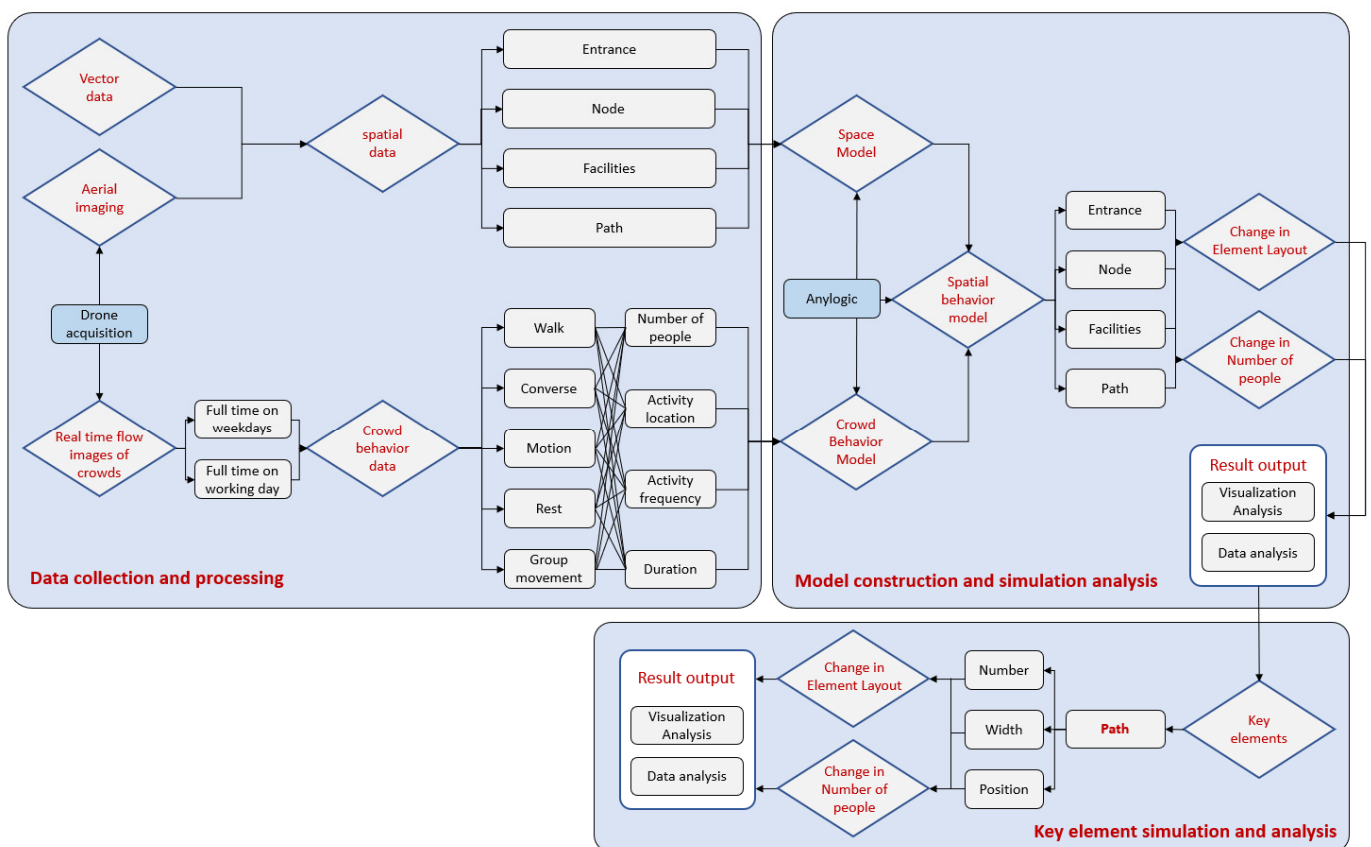 Vector
data
Aerial
imaging
Drone
acquisition
Real time flow
images of
crowds
Full time on
weekdays
Full time on
working day
spatial
data
Crowd
behavior
data
Entrance
Node
Facilities
Path
Walk
Converse
Motion
Rest
Group
movement
Number of
people
Activity
location
Activity
frequency
Duration
Data collection and processing
Space
Model
Anylogic
Crowd
Behavior
Model
Spatial
behavior
model
Entrance
Node
Facilities
Path
Change in
Element Layout
Change in
Number of
people
Result output
Visualization
Analysis
Data analysis
Model construction and simulation analysis
Key
elements
Path
Number
Width
Position
Change in
Element Layout
Change in
Number of
people
Result output
Visualization
Analysis
Data analysis
Key element simulation and analysis